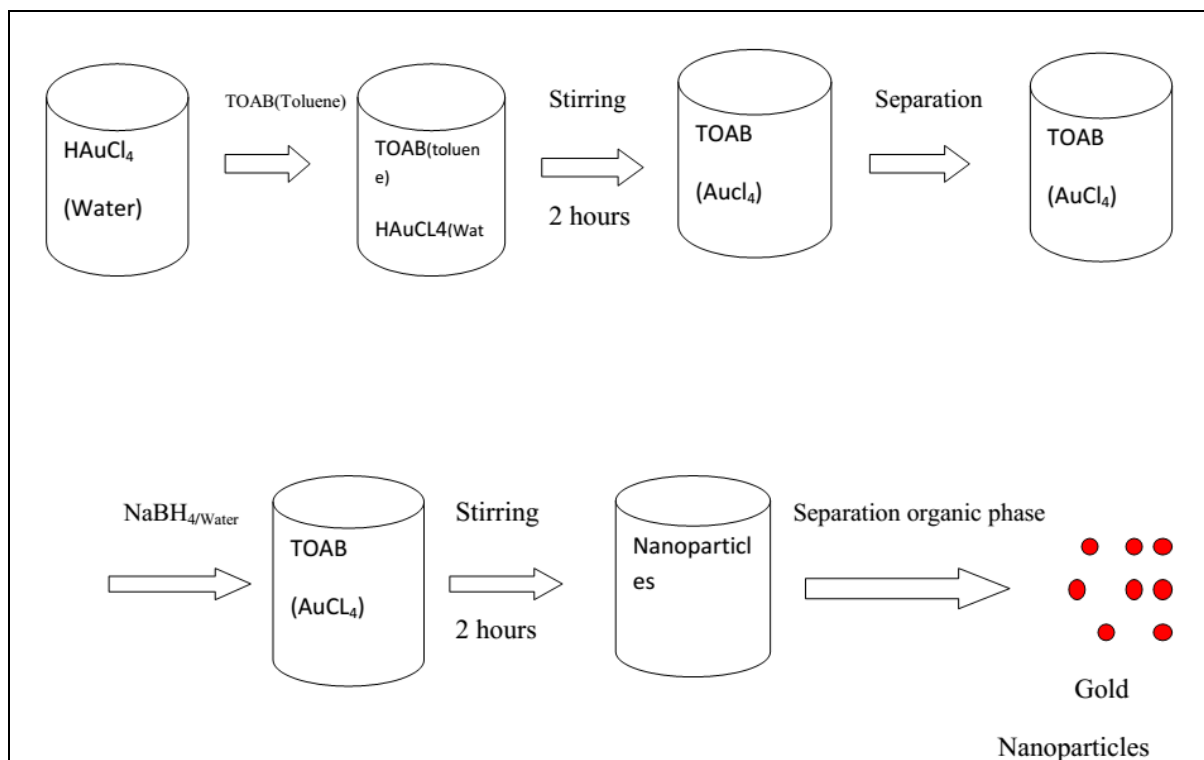 HAuCl₄
(Water)
TOAB(Toluene)
TOAB(toluen
e)
HAuCL4(Wat
Stirring
2 hours
TOAB
(Aucl₄)
Separation
TOAB
(AuCl₄)
NaBH₄/Water
TOAB
(AuCL₄)
Stirring
2 hours
Nanoparticl
es
Separation organic phase
Gold
Nanoparticles